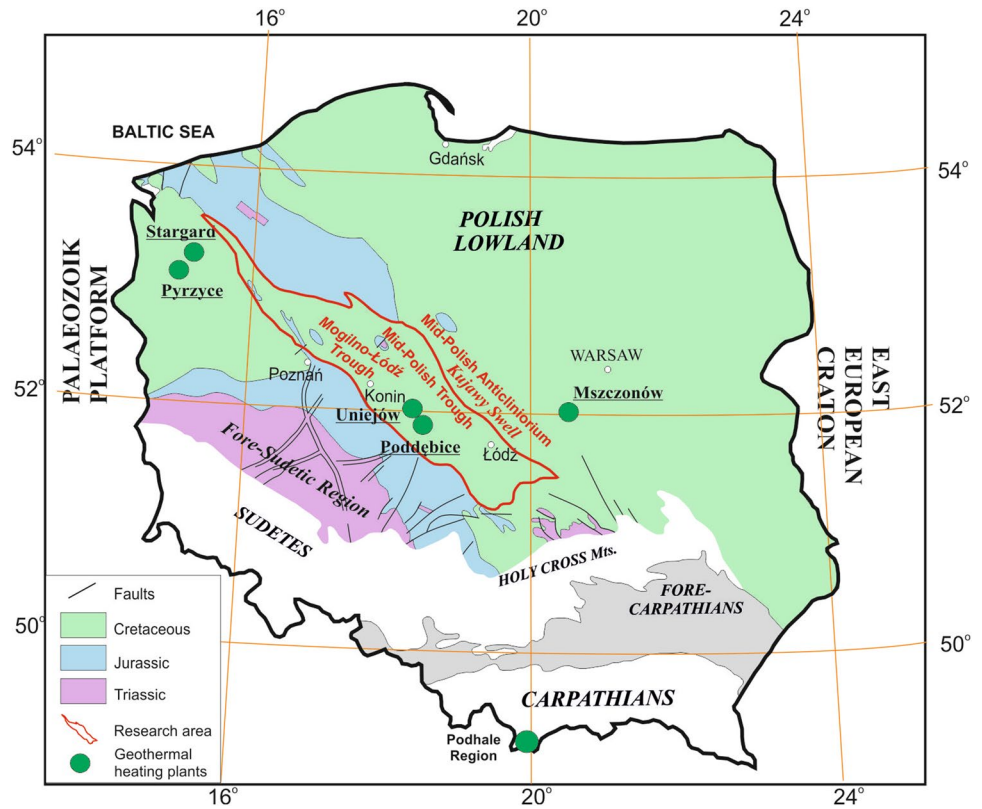 16°
20°
24°
BALTIC SEA
54°
54°
Gdańsk
POLISH
LOWLAND
Stargard
Pyrzyce
PALAEOZOIK
PLATFORM
Mogilno-Łódź
Trough
Mid-Polish Trough
Mid-Polish Anticliniorium
Kujawy Swell
WARSAW
Poznań
Konin
Mszczonów
EAST
EUROPEAN
CRATON
52°
52°
Uniejów
Poddębice
Łódź
Fore-Sudetic Region
SUDETES
HOLY CROSS Mts.
FORE-
CARPATHIANS
50°
50°
CARPATHIANS
Podhale
Region
Faults
Cretaceous
Jurassic
Triassic
Research area
Geothermal
heating plants
16°
20°
24°